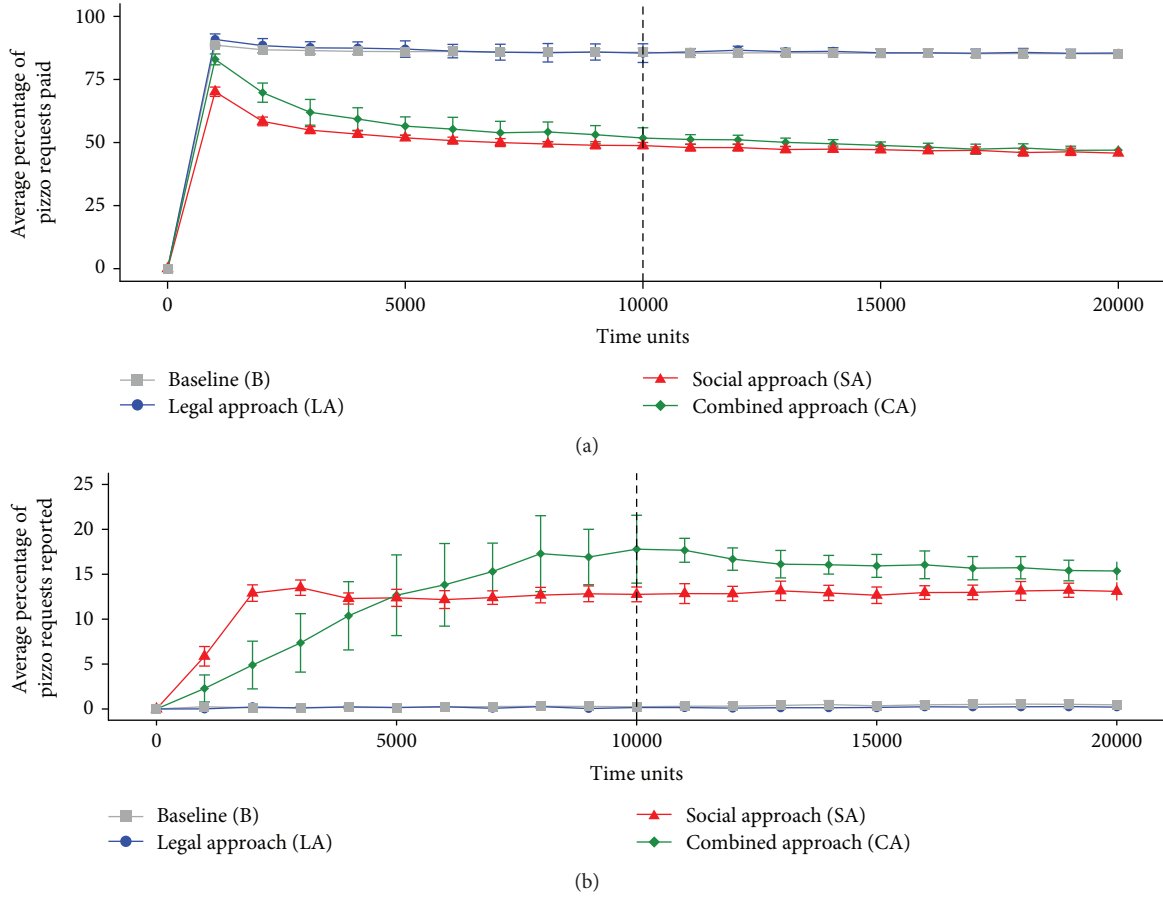 Average percentage of
pizzo requests paid
100
75
50
25
0
0 5000 10000 15000 20000
Time units
Baseline (B)
Legal approach (LA)
Social approach (SA)
Combined approach (CA)
(a)
Average percentage of
pizzo requests reported
25
20
15
10
5
0
0 5000 10000 15000 20000
Time units
Baseline (B)
Legal approach (LA)
Social approach (SA)
Combined approach (CA)
(b)